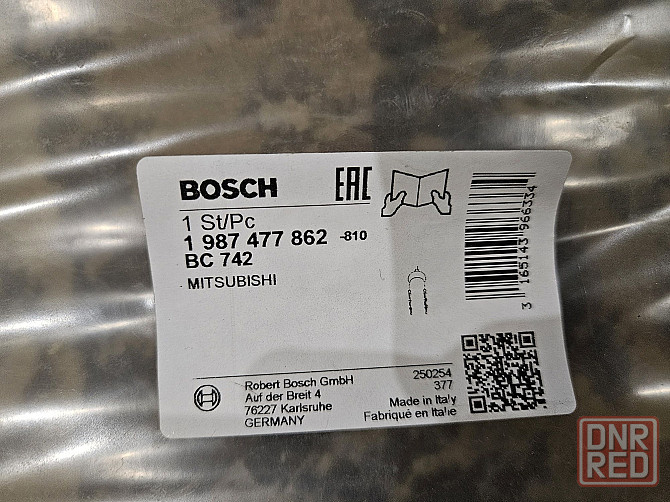 BOSCH
EAC
1 St/Pc
1 987 477 862 -810
BC 742
MITSUBISHI
3 165143 966334
Robert Bosch GmbH
Auf der Breit 4
76227 Karlsruhe
GERMANY
250254
377
Made in Italy
Fabriqué en Italie
DNR
RED